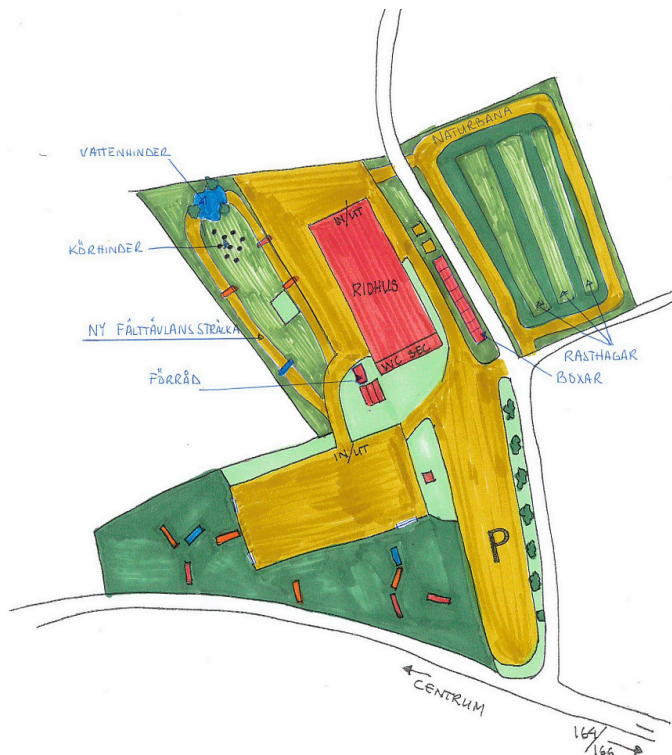 NATURBANA
VATTENHINDER
IN/UT
KÖRHINDER
RIDHUS
NY FÄLTTÄVLANSSTRÄCKA
WC SEC
RASTHAGAR
FÖRRÅD
BOXAR
IN/UT
P
CENTRUM
164/
166